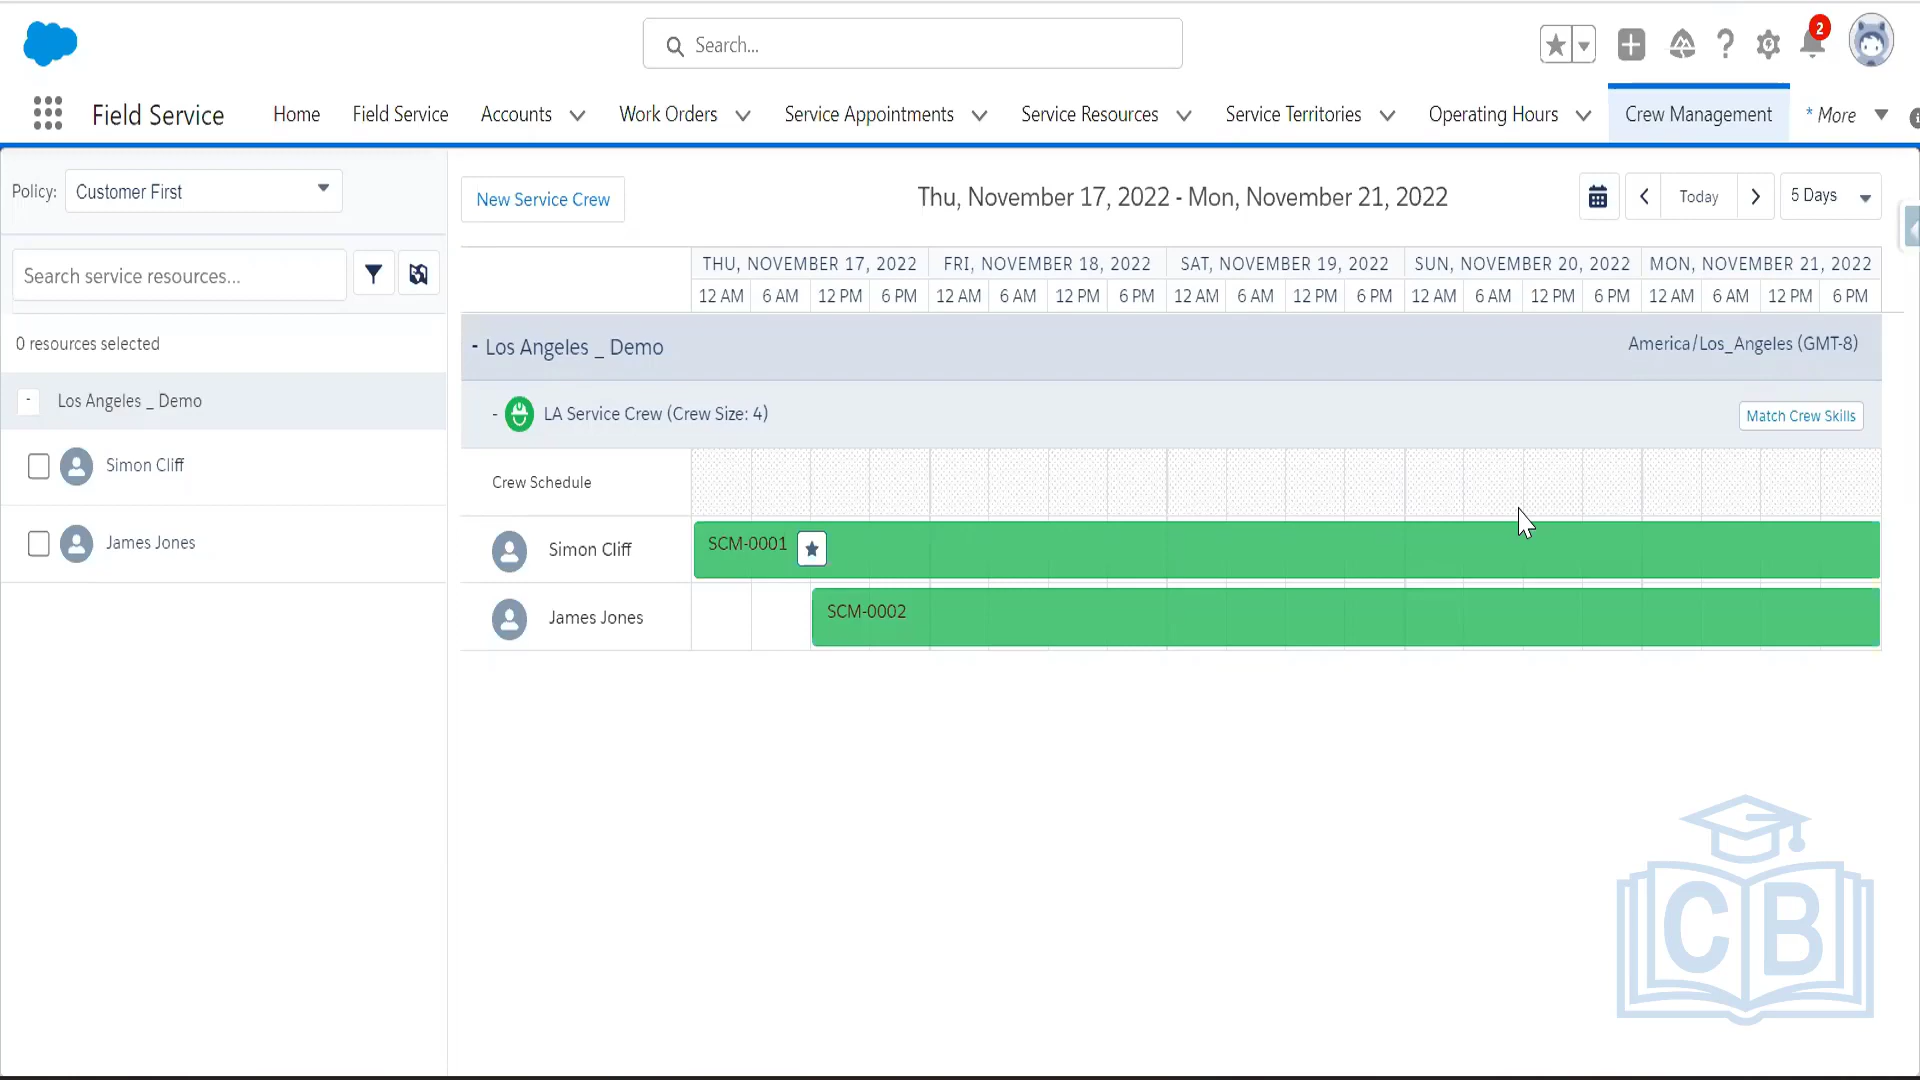 Search...
2
Field Service Home Field Service Accounts Work Orders Service Appointments Service Resources Service Territories Operating Hours Crew Management * More
Policy: Customer First
New Service Crew
Thu, November 17, 2022 - Mon, November 21, 2022
Today
5 Days
Search service resources...
0 resources selected
- Los Angeles _ Demo
Simon Cliff
James Jones
THU, NOVEMBER 17, 2022 FRI, NOVEMBER 18, 2022 SAT, NOVEMBER 19, 2022 SUN, NOVEMBER 20, 2022 MON, NOVEMBER 21, 2022
12 AM 6 AM 12 PM 6 PM 12 AM 6 AM 12 PM 6 PM 12 AM 6 AM 12 PM 6 PM 12 AM 6 AM 12 PM 6 PM 12 AM 6 AM 12 PM 6 PM
- Los Angeles _ Demo America/Los_Angeles (GMT-8)
- LA Service Crew (Crew Size: 4) Match Crew Skills
Crew Schedule
Simon Cliff SCM-0001
James Jones SCM-0002
CB